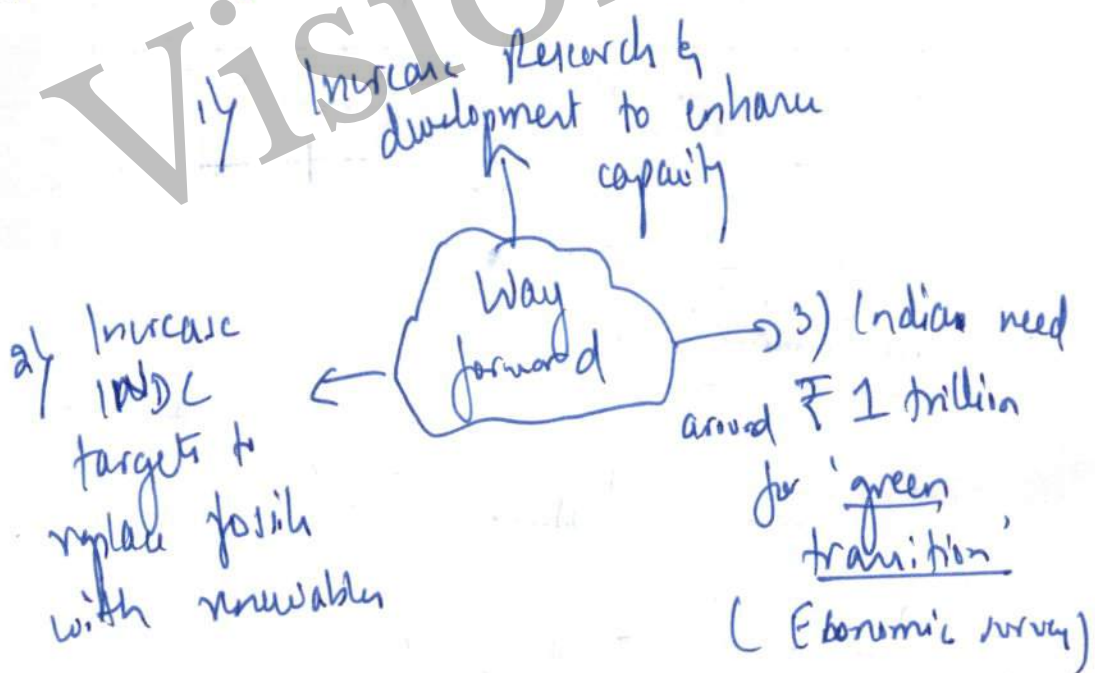 Vision
1) Increase Research &
development to enhance
capacity
Way
forward
2) Increase
INDC
targets to
replace fossils
with renewables
3) Indian need
around ₹ 1 trillion
for 'green
transition'
( Economic survey)